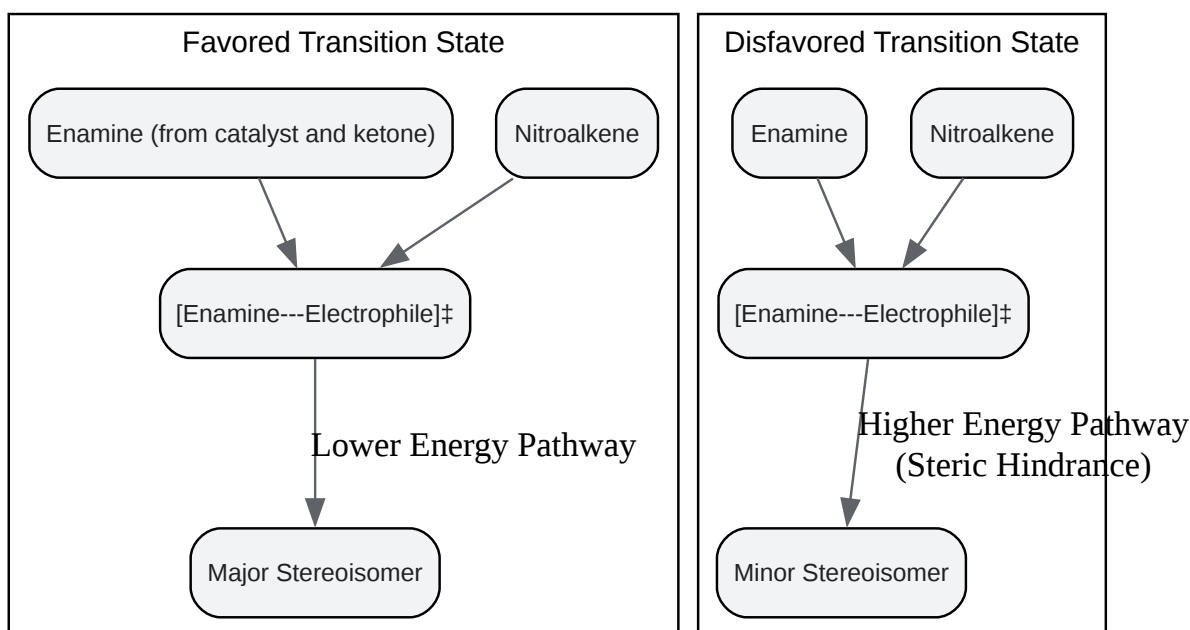 Favored Transition State
Enamine (from catalyst and ketone)
Nitroalkene
[Enamine---Electrophile]‡
Lower Energy Pathway
Major Stereoisomer
Disfavored Transition State
Enamine
Nitroalkene
[Enamine---Electrophile]‡
Higher Energy Pathway
(Steric Hindrance)
Minor Stereoisomer